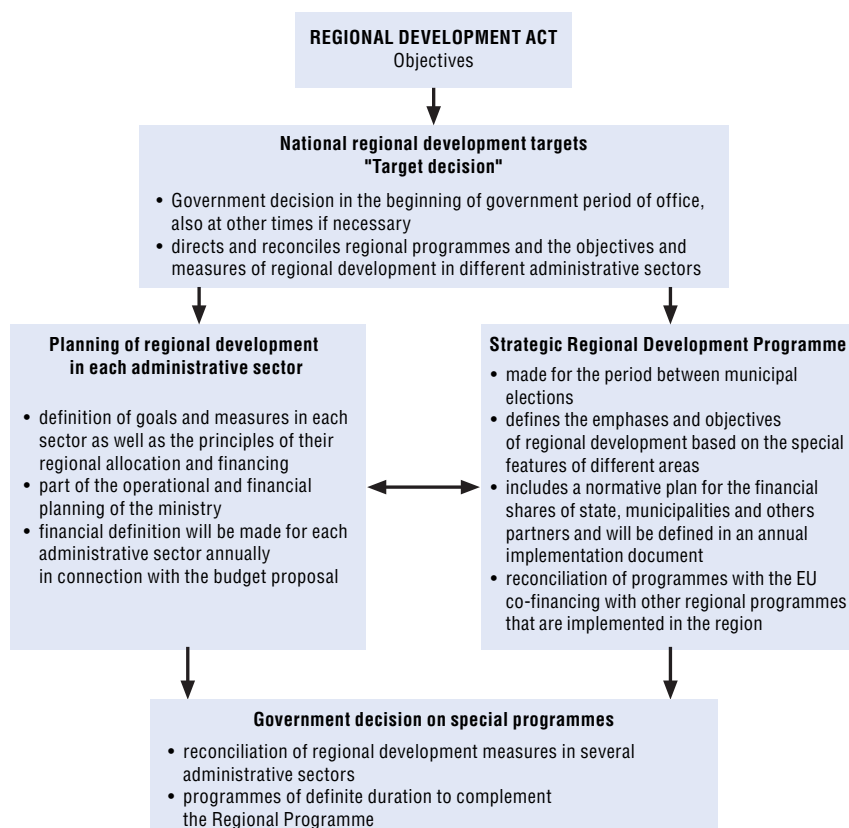 REGIONAL DEVELOPMENT ACT
Objectives
National regional development targets
"Target decision"
• Government decision in the beginning of government period of office,
also at other times if necessary
• directs and reconciles regional programmes and the objectives and
measures of regional development in different administrative sectors
Planning of regional development
in each administrative sector
• definition of goals and measures in each
sector as well as the principles of their
regional allocation and financing
• part of the operational and financial
planning of the ministry
• financial definition will be made for each
administrative sector annually
in connection with the budget proposal
Strategic Regional Development Programme
• made for the period between municipal
elections
• defines the emphases and objectives
of regional development based on the special
features of different areas
• includes a normative plan for the financial
shares of state, municipalities and others
partners and will be defined in an annual
implementation document
• reconciliation of programmes with the EU
co-financing with other regional programmes
that are implemented in the region
Government decision on special programmes
• reconciliation of regional development measures in several
administrative sectors
• programmes of definite duration to complement
the Regional Programme